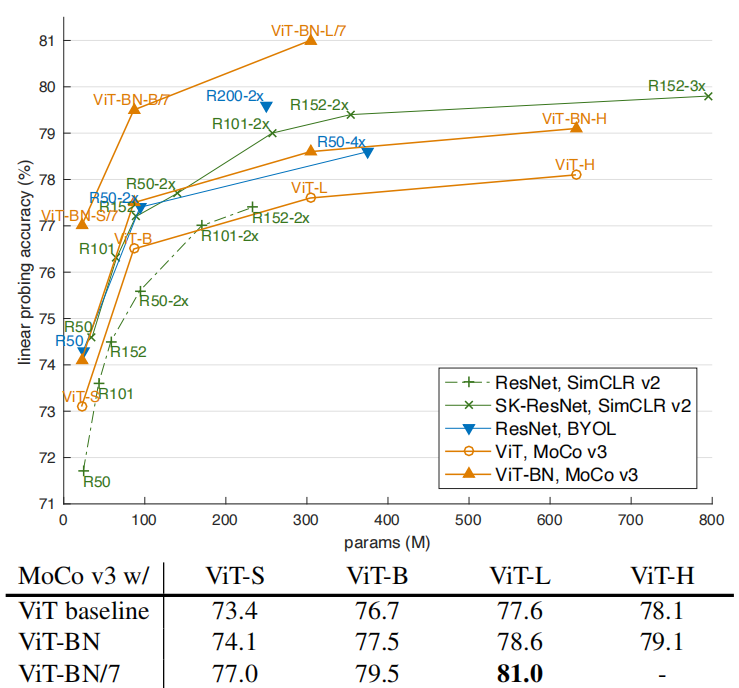 ViT-BN-L/7
81
80
R152-3x
R200-2x
ViT-BN-B/7
R152-2x
R101-2x
79
ViT-BN-H
R50-4x
ViT-H
78
R50-2x
ViT-L
R50-2x
R152
ViT-BN-S/7
77
R152-2x
ViT-B
R101-2x
R101
76
R50-2x
75
R50
R50
R152
74
ViT-S
R101
73
72
R50
71
linear probing accuracy (%)
ResNet, SimCLR v2
SK-ResNet, SimCLR v2
ResNet, BYOL
ViT, MoCo v3
ViT-BN, MoCo v3
0 100 200 300 400 500 600 700 800
params (M)
MoCo v3 w/ ViT-S ViT-B ViT-L ViT-H
ViT baseline 73.4 76.7 77.6 78.1
ViT-BN 74.1 77.5 78.6 79.1
ViT-BN/7 77.0 79.5 81.0 -